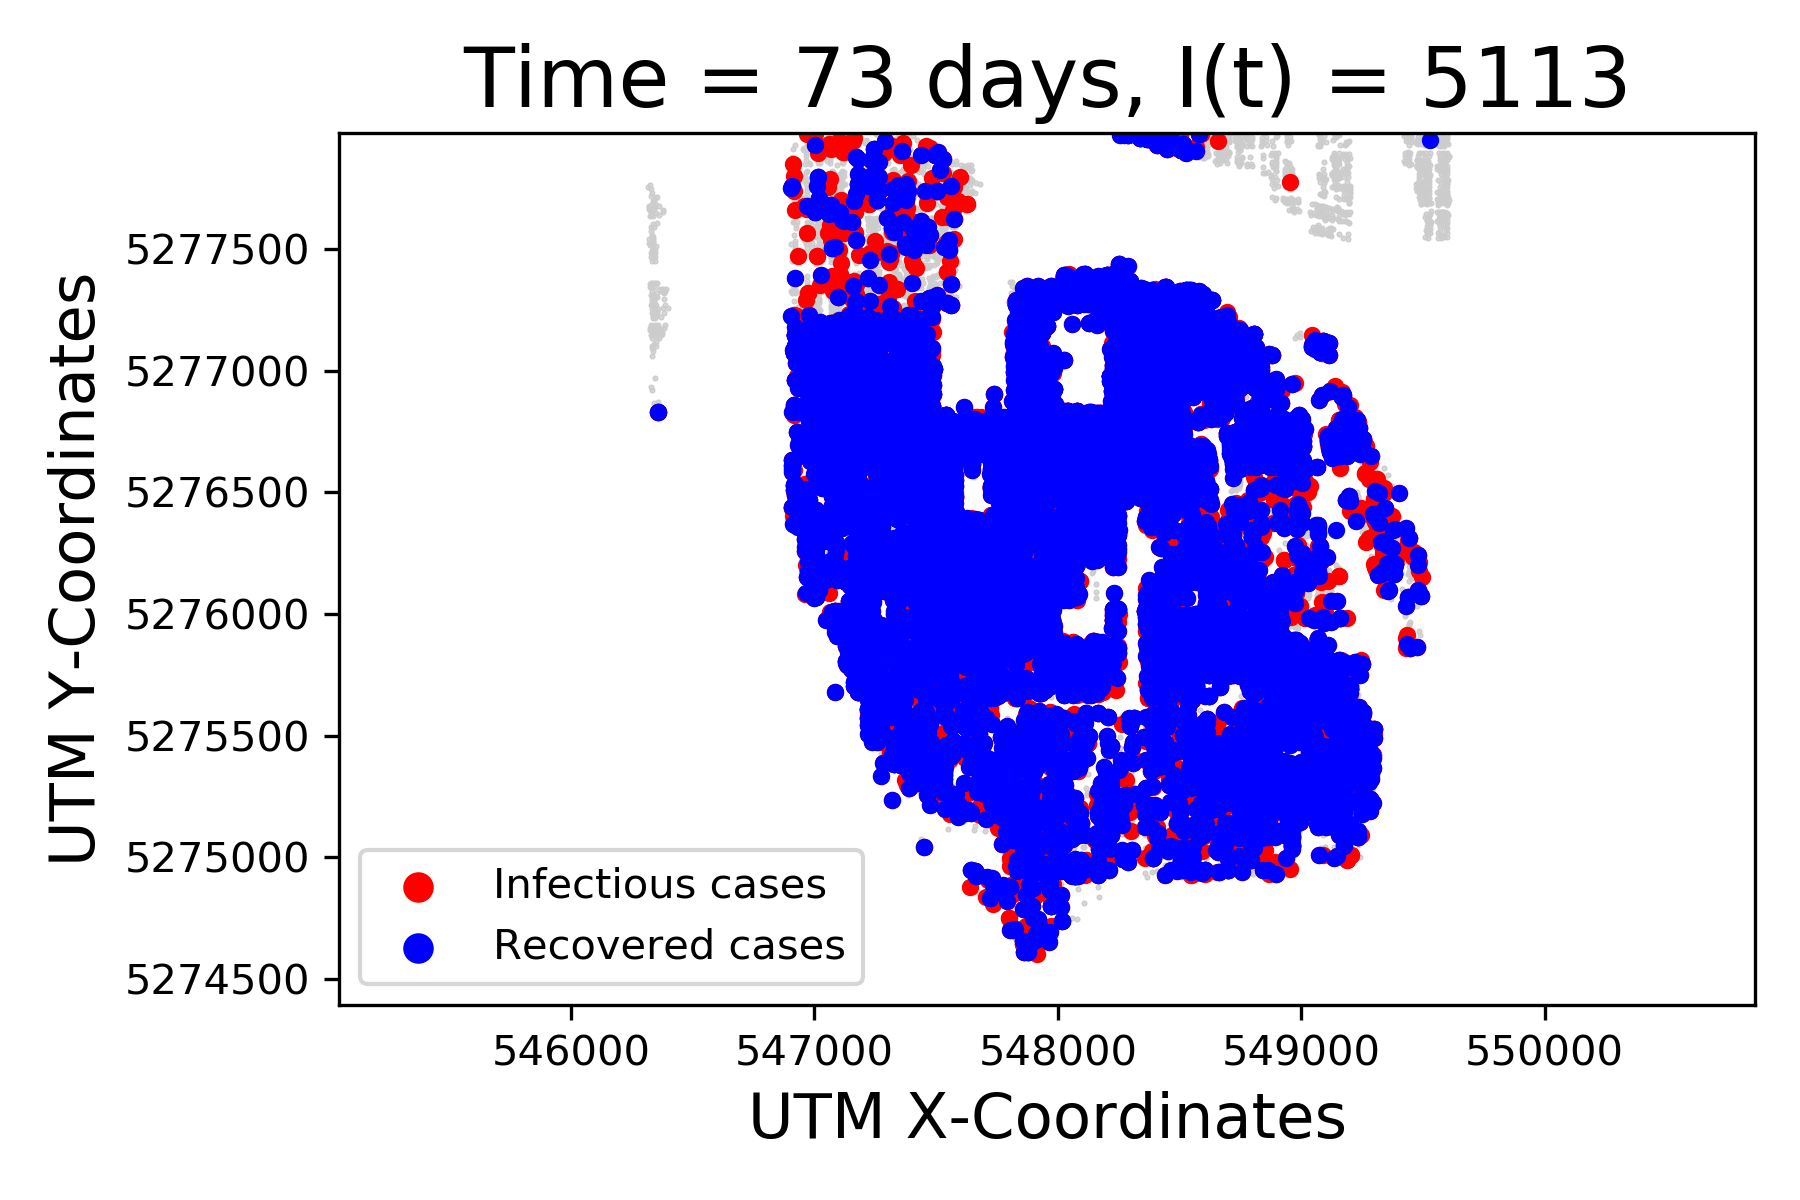 Time = 73 days, I(t) = 5113
UTM Y-Coordinates
5277500
5277000
5276500
5276000
5275500
5275000
5274500
Infectious cases
Recovered cases
546000 547000 548000 549000 550000
UTM X-Coordinates